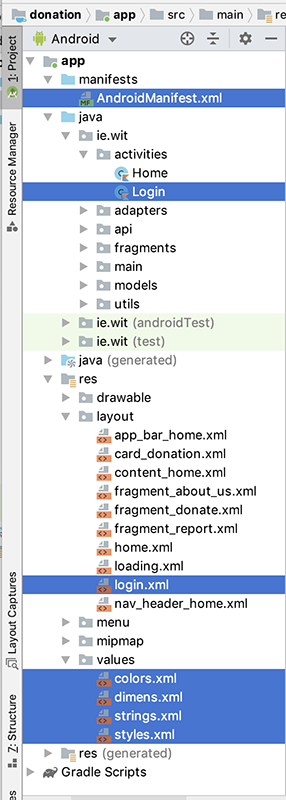 donation app src main re
1: Project
Android
app
manifests
AndroidManifest.xml
MF
java
ie.wit
activities
Home
Login
Resource Manager
adapters
api
fragments
main
models
utils
ie.wit (androidTest)
ie.wit (test)
java (generated)
res
drawable
layout
app_bar_home.xml
card_donation.xml
content_home.xml
fragment_about_us.xml
fragment_donate.xml
fragment_report.xml
home.xml
loading.xml
login.xml
nav_header_home.xml
Layout Captures
menu
mipmap
values
colors.xml
dimens.xml
strings.xml
styles.xml
Z: Structure
res (generated)
Gradle Scripts